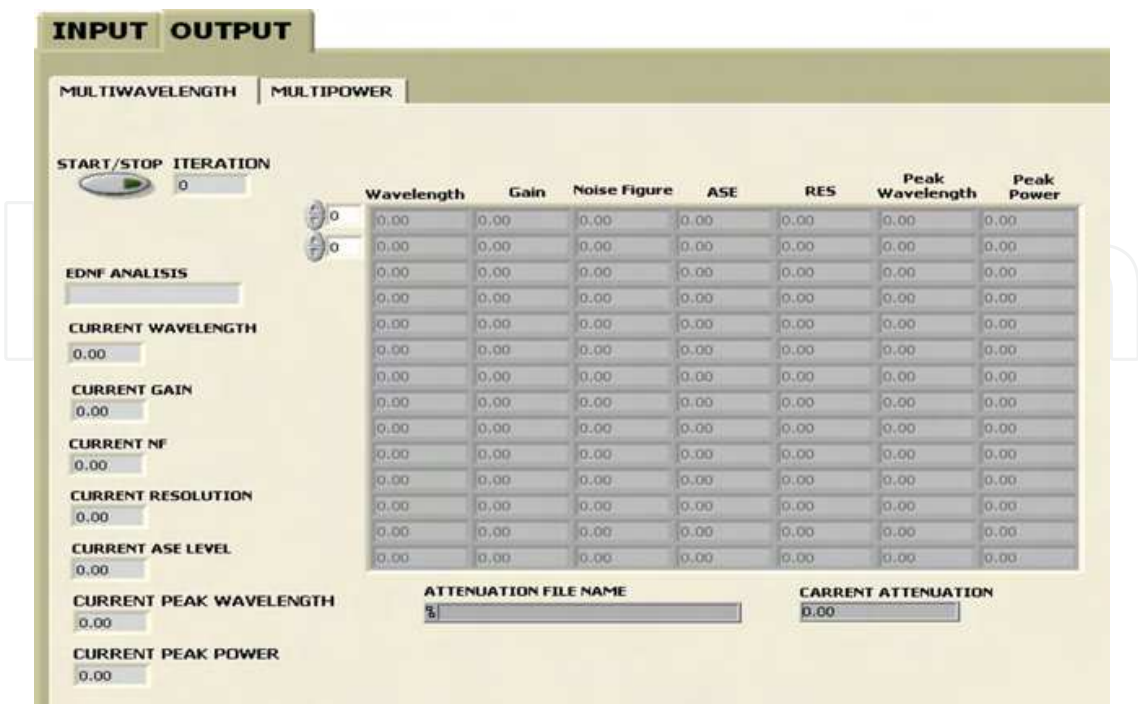 INPUT OUTPUT
MULTIWAVELENGTH MULTIPOWER
START/STOP ITERATION
0
Wavelength Gain Noise Figure ASE RES Peak Wavelength Peak Power
0 0.00 0.00 0.00 0.00 0.00 0.00 0.00
0 0.00 0.00 0.00 0.00 0.00 0.00 0.00
0.00 0.00 0.00 0.00 0.00 0.00 0.00
0.00 0.00 0.00 0.00 0.00 0.00 0.00
0.00 0.00 0.00 0.00 0.00 0.00 0.00
0.00 0.00 0.00 0.00 0.00 0.00 0.00
0.00 0.00 0.00 0.00 0.00 0.00 0.00
0.00 0.00 0.00 0.00 0.00 0.00 0.00
0.00 0.00 0.00 0.00 0.00 0.00 0.00
0.00 0.00 0.00 0.00 0.00 0.00 0.00
0.00 0.00 0.00 0.00 0.00 0.00 0.00
0.00 0.00 0.00 0.00 0.00 0.00 0.00
0.00 0.00 0.00 0.00 0.00 0.00 0.00
0.00 0.00 0.00 0.00 0.00 0.00 0.00
EDNF ANALISIS
CURRENT WAVELENGTH
0.00
CURRENT GAIN
0.00
CURRENT NF
0.00
CURRENT RESOLUTION
0.00
CURRENT ASE LEVEL
0.00
CURRENT PEAK WAVELENGTH
0.00
CURRENT PEAK POWER
0.00
ATTENUATION FILE NAME
%
CARRENT ATTENUATION
0.00